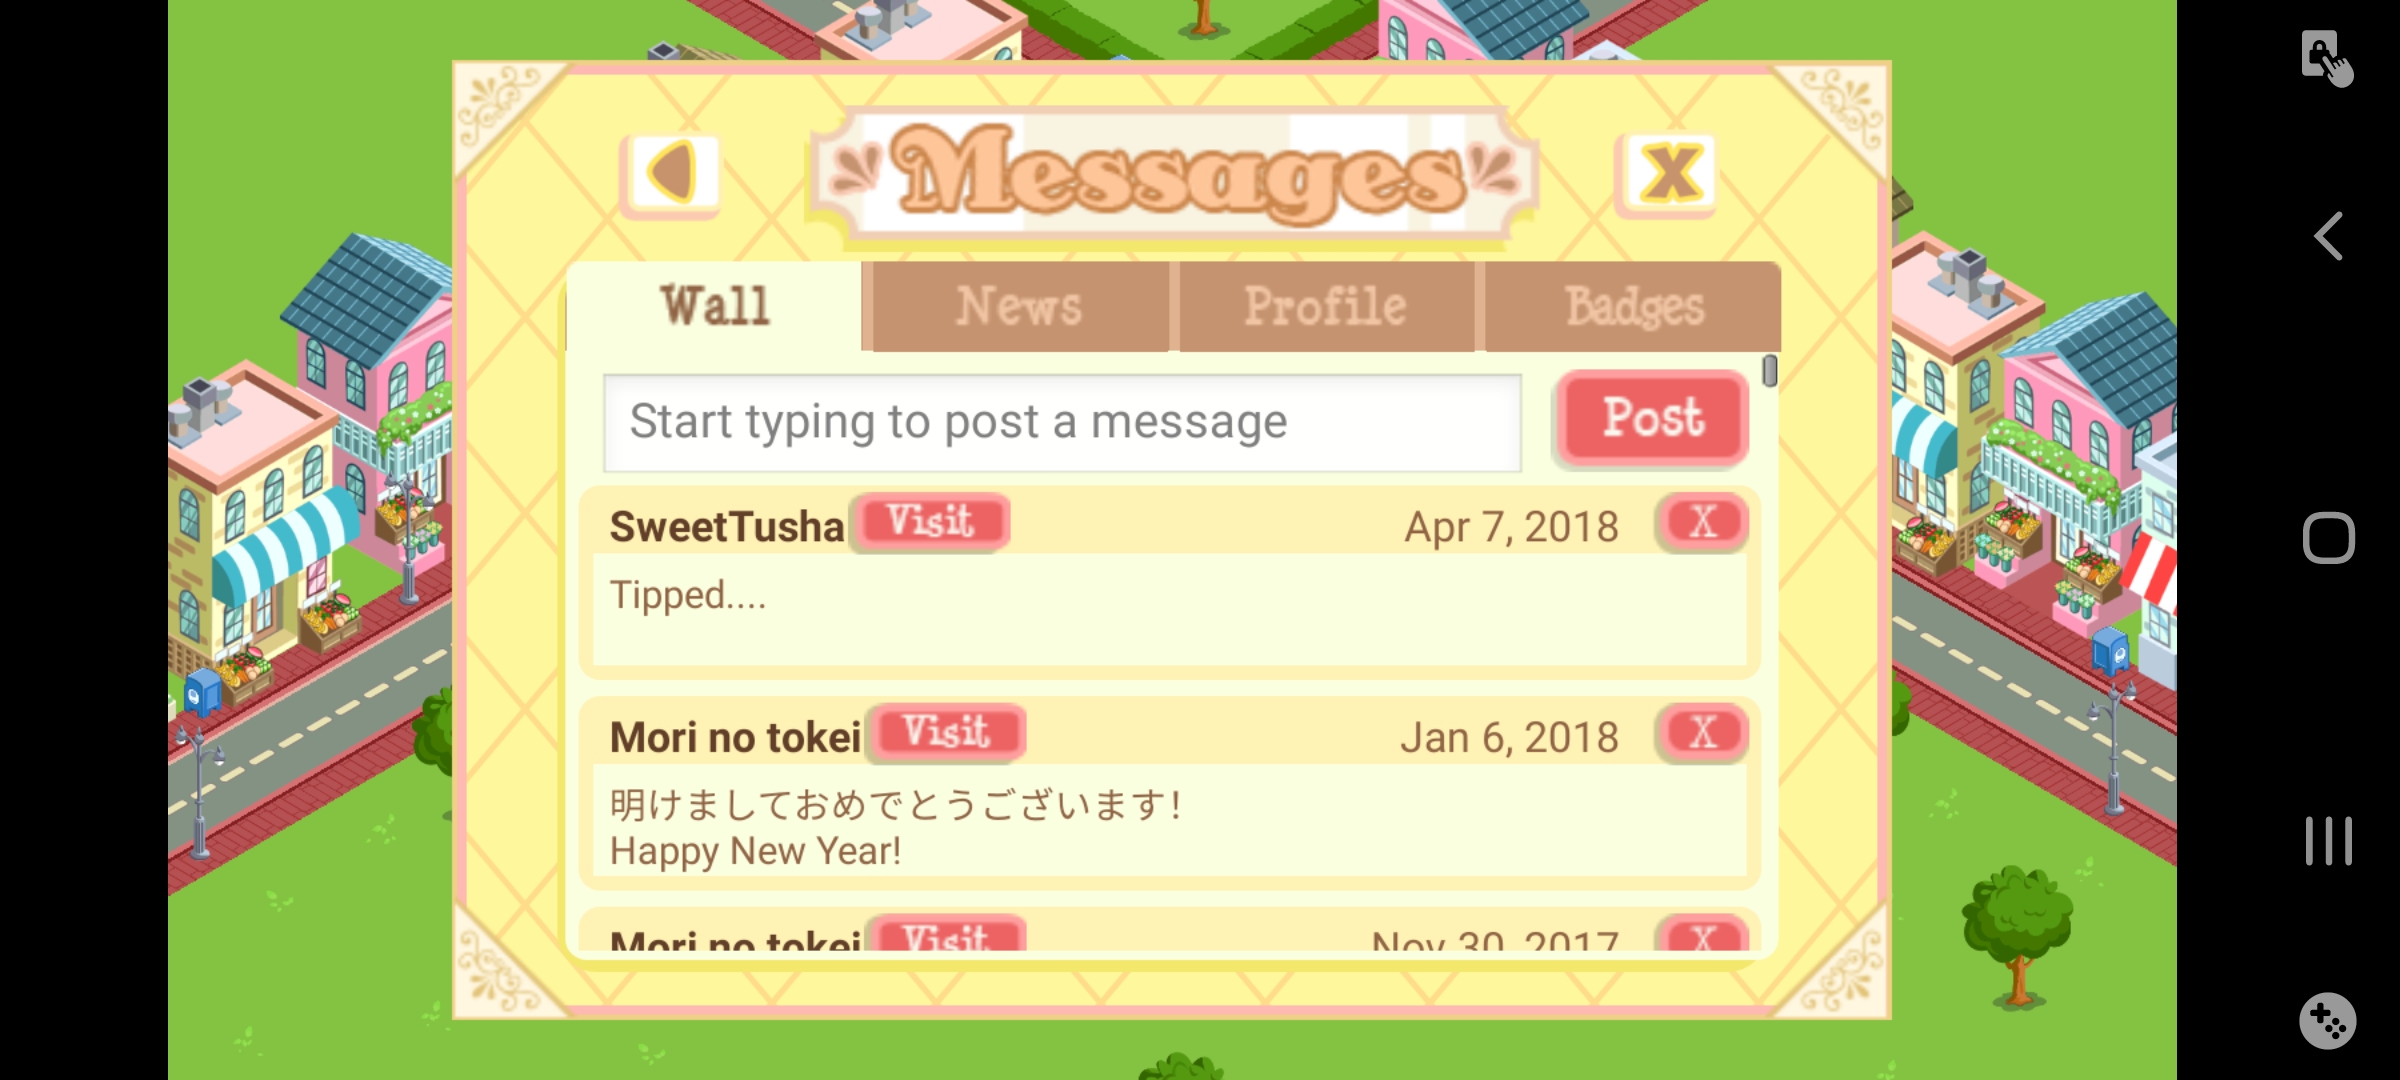 Messages
Wall News Profile Badges
Start typing to post a message Post
SweetTusha Visit Apr 7, 2018 X
Tipped....
Mori no tokei Visit Jan 6, 2018 X
明けましておめでとうございます!
Happy New Year!
Mori no tokei Visit Nov 30, 2017 X